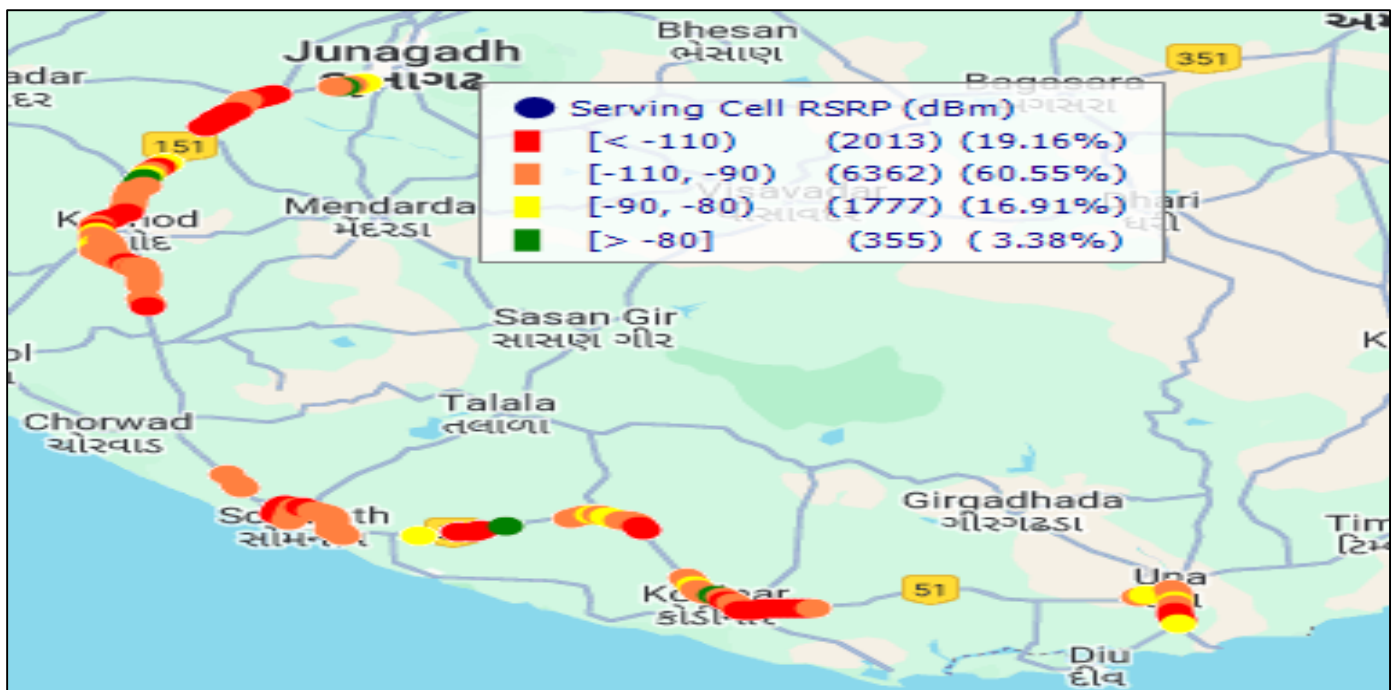 Bhesan
ભેસાણ
Junagadh
351
Bagasara
બગસરા
Serving Cell RSRP (dBm)
[< -110) (2013) (19.16%)
[-110, -90) (6362) (60.55%)
[-90, -80) (1777) (16.91%)
[> -80] (355) ( 3.38%)
151
Visavadar
Mendarda
મેંદરડા
Sasan Gir
સાસણ ગીર
Talala
તલાળા
Chorwad
ચોરવાડ
Girgadhada
ગીરગઢડા
51
Una
Diu
દીવ